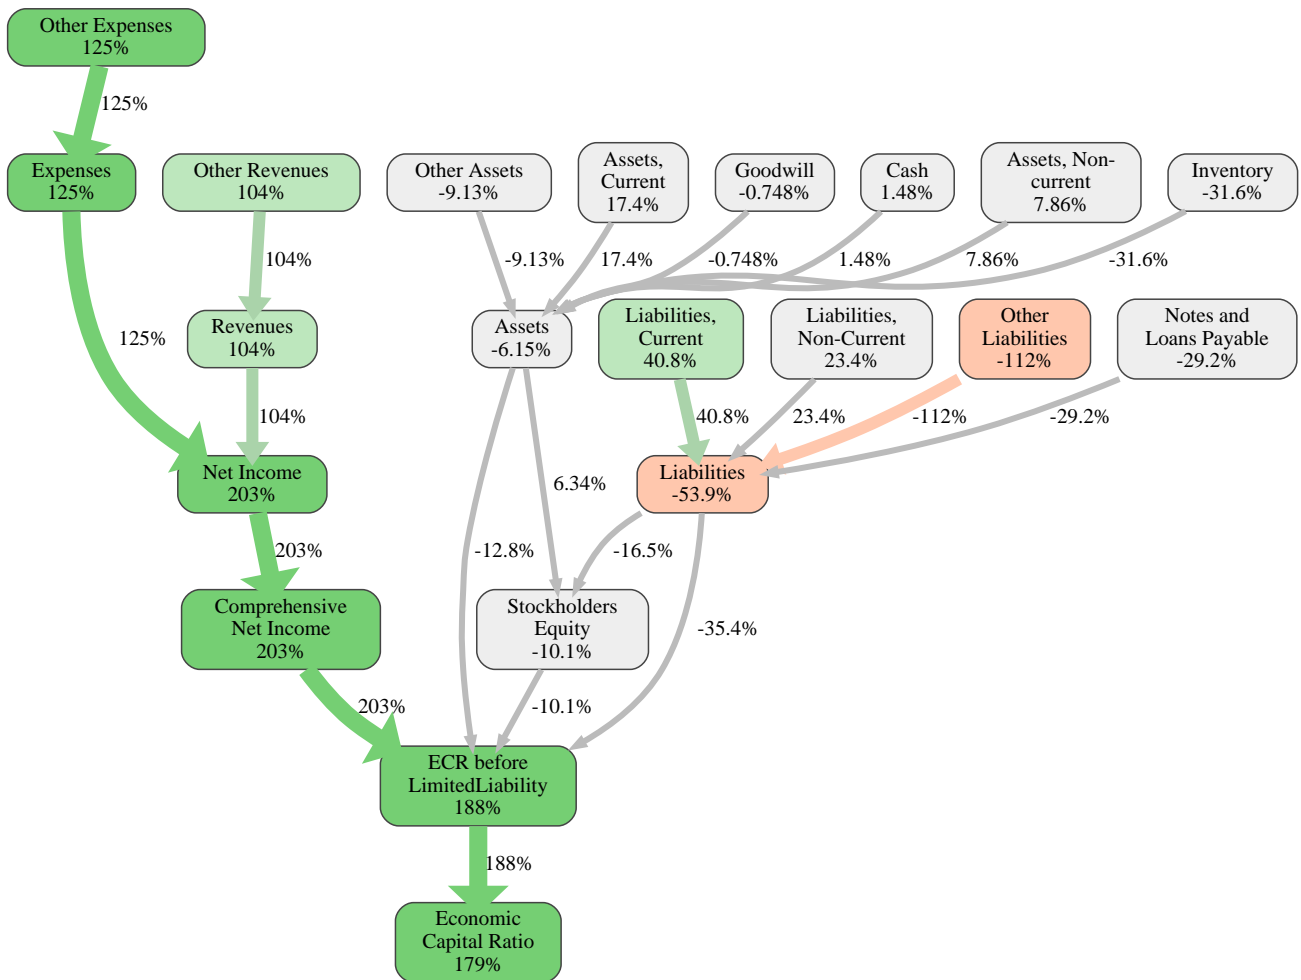 Other Expenses
125%
125%
Expenses
125%
Other Revenues
104%
Other Assets
-9.13%
Assets,
Current
17.4%
Goodwill
-0.748%
Cash
1.48%
Assets, Non-
current
7.86%
Inventory
-31.6%
104%
-9.13%
17.4%
-0.748%
1.48%
7.86%
-31.6%
125%
Revenues
104%
Assets
-6.15%
Liabilities,
Current
40.8%
Liabilities,
Non-Current
23.4%
Other
Liabilities
-112%
Notes and
Loans Payable
-29.2%
104%
40.8%
23.4%
-112%
-29.2%
Net Income
203%
6.34%
Liabilities
-53.9%
203%
-12.8%
-16.5%
-35.4%
Comprehensive
Net Income
203%
Stockholders
Equity
-10.1%
203%
-10.1%
ECR before
LimitedLiability
188%
188%
Economic
Capital Ratio
179%